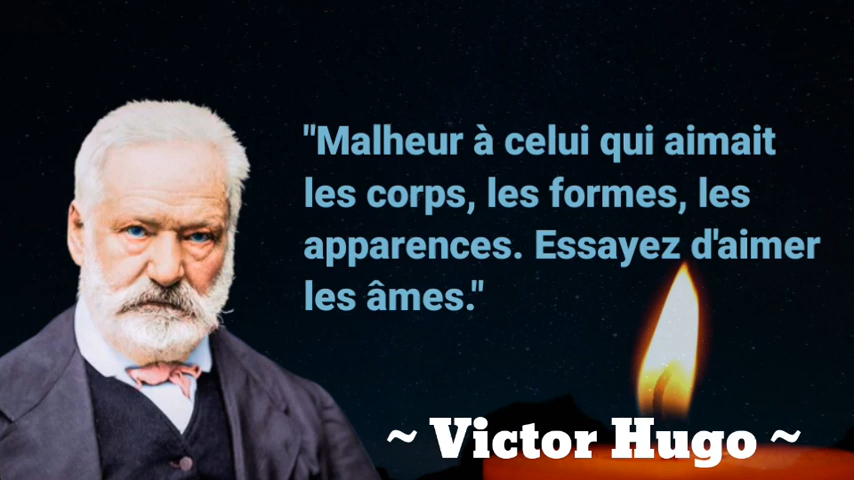 "Malheur à celui qui aimait
les corps, les formes, les
apparences. Essayez d'aimer
les âmes."
~ Victor Hugo ~